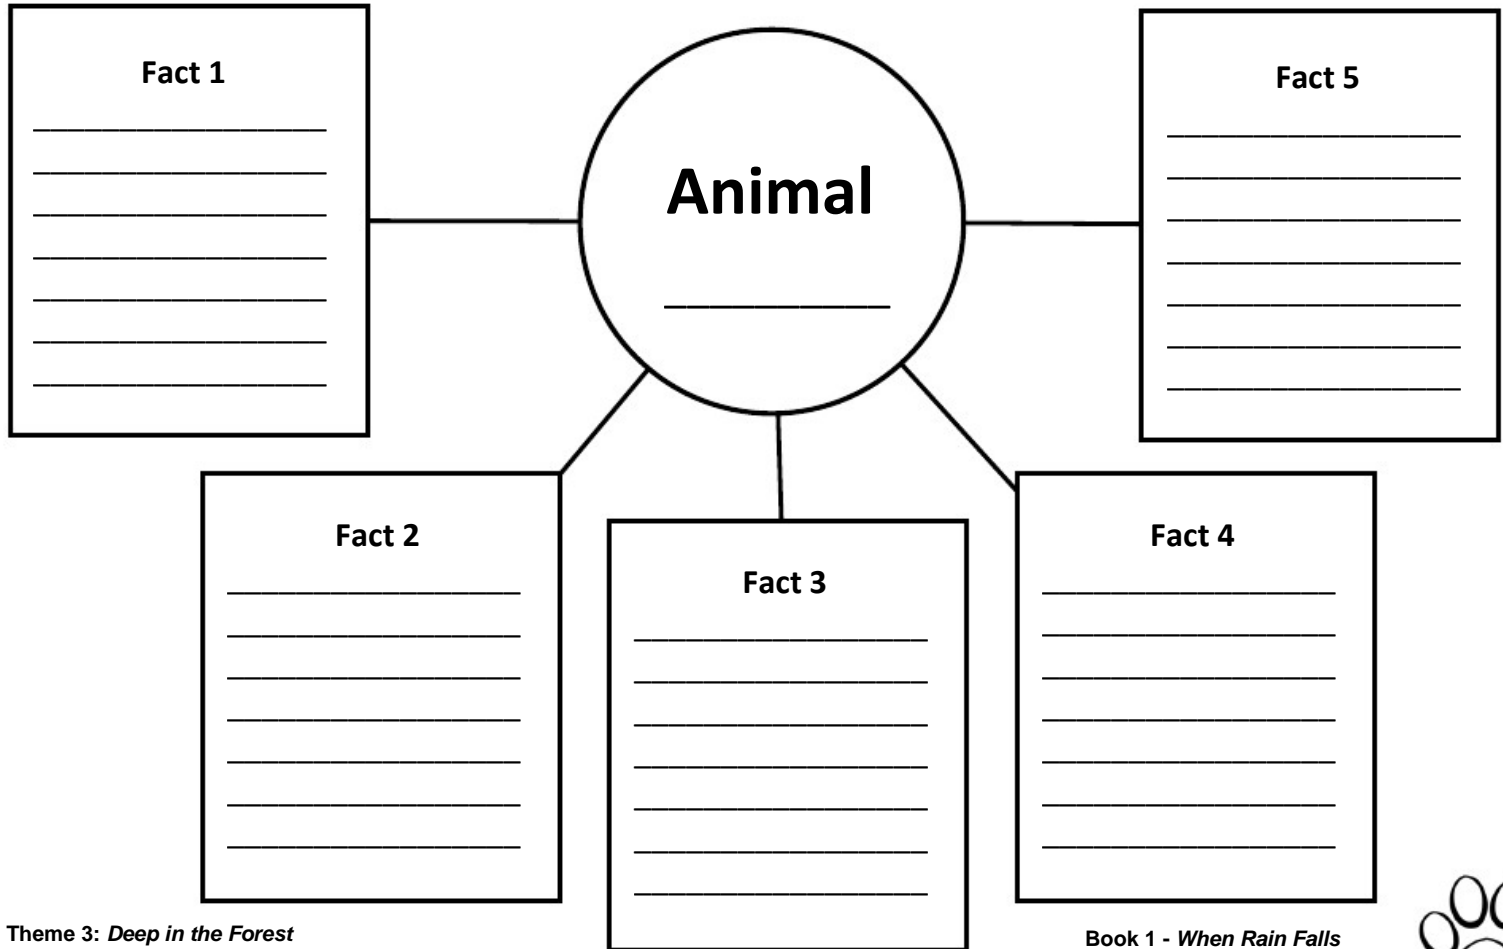 Fact 1
Animal
Fact 5
Fact 2
Fact 3
Fact 4
Theme 3: Deep in the Forest
Book 1 - When Rain Falls